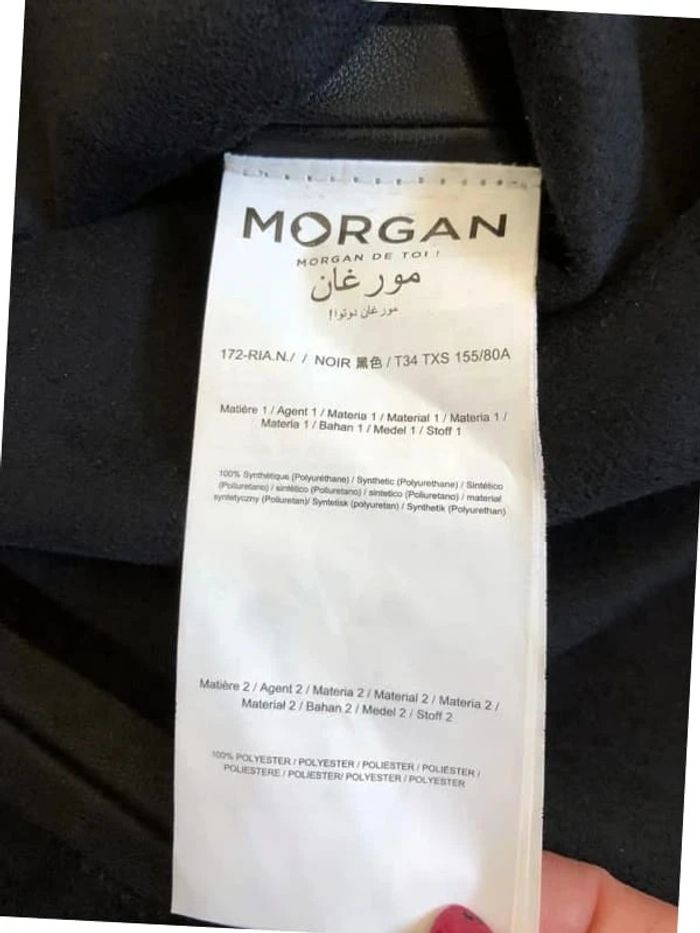 MORGAN
MORGAN DE TOI !
مورغان
مورغان دوتوا!
172-RIA.N./ / NOIR 黑色 / T34 TXS 155/80A
Matière 1 / Agent 1 / Materia 1 / Material 1 / Materia 1 /
Materia 1 / Bahan 1 / Medel 1 / Stoff 1
100% Synthétique (Polyuréthane) / Synthetic (Polyurethane) / Sintético
(Poliuretano) / sintético (Poliuretano) / sintetico (Poliuretano) / materiał
syntetyczny (Poliuretan)/ Syntetisk (polyuretan) / Synthetik (Polyurethan)
Matière 2 / Agent 2 / Materia 2 / Material 2 / Materia 2 /
Materiał 2 / Bahan 2 / Medel 2 / Stoff 2
100% POLYESTER / POLYESTER / POLIESTER / POLIÉSTER /
POLIESTERE / POLIESTER/ POLYESTER / POLYESTER